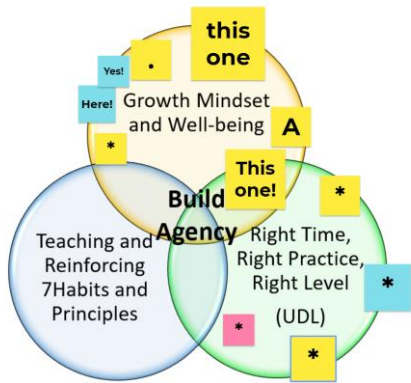 this
one
.
Yes!
Here!
Growth Mindset
and Well-being
A
*
This
one!
*
Build
Agency
Teaching and
Reinforcing
7Habits and
Principles
Right Time,
Right Practice,
Right Level
(UDL)
*
*
*